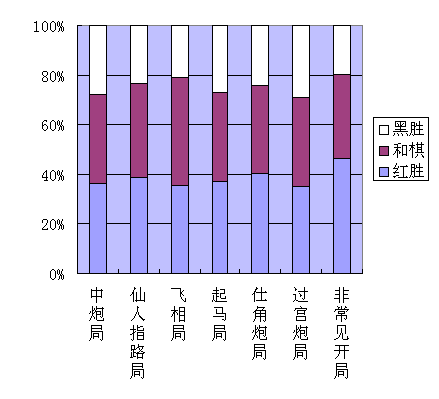 100%
80%
60%
40%
20%
0%
黑胜
和棋
红胜
中炮局
仙人指路局
飞相局
起马局
仕角炮局
过宫炮局
非常见开局